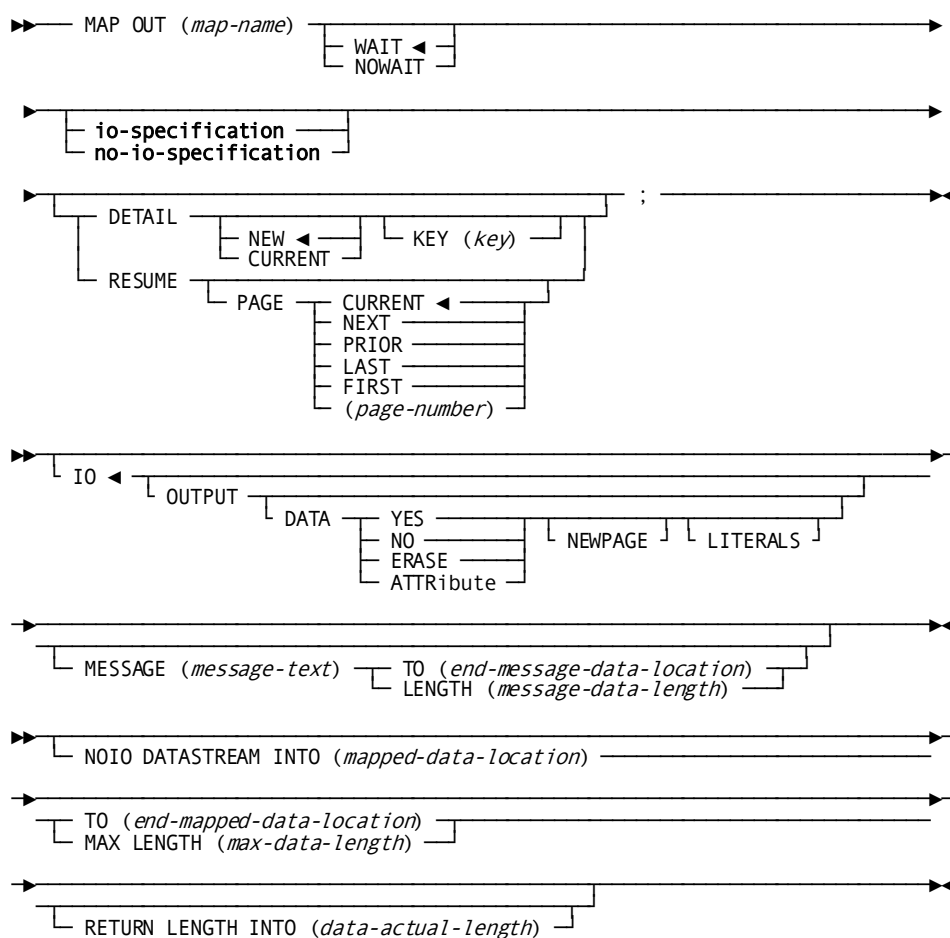 MAP OUT (map-name)
WAIT ◄
NOWAIT
io-specification
no-io-specification
;
DETAIL
NEW ◄
KEY (key)
CURRENT
RESUME
PAGE
CURRENT ◄
NEXT
PRIOR
LAST
FIRST
(page-number)
IO ◄
OUTPUT
DATA
YES
NO
NEWPAGE
LITERALS
ERASE
ATTRibute
MESSAGE (message-text)
TO (end-message-data-location)
LENGTH (message-data-length)
NOIO DATASTREAM INTO (mapped-data-location)
TO (end-mapped-data-location)
MAX LENGTH (max-data-length)
RETURN LENGTH INTO (data-actual-length)